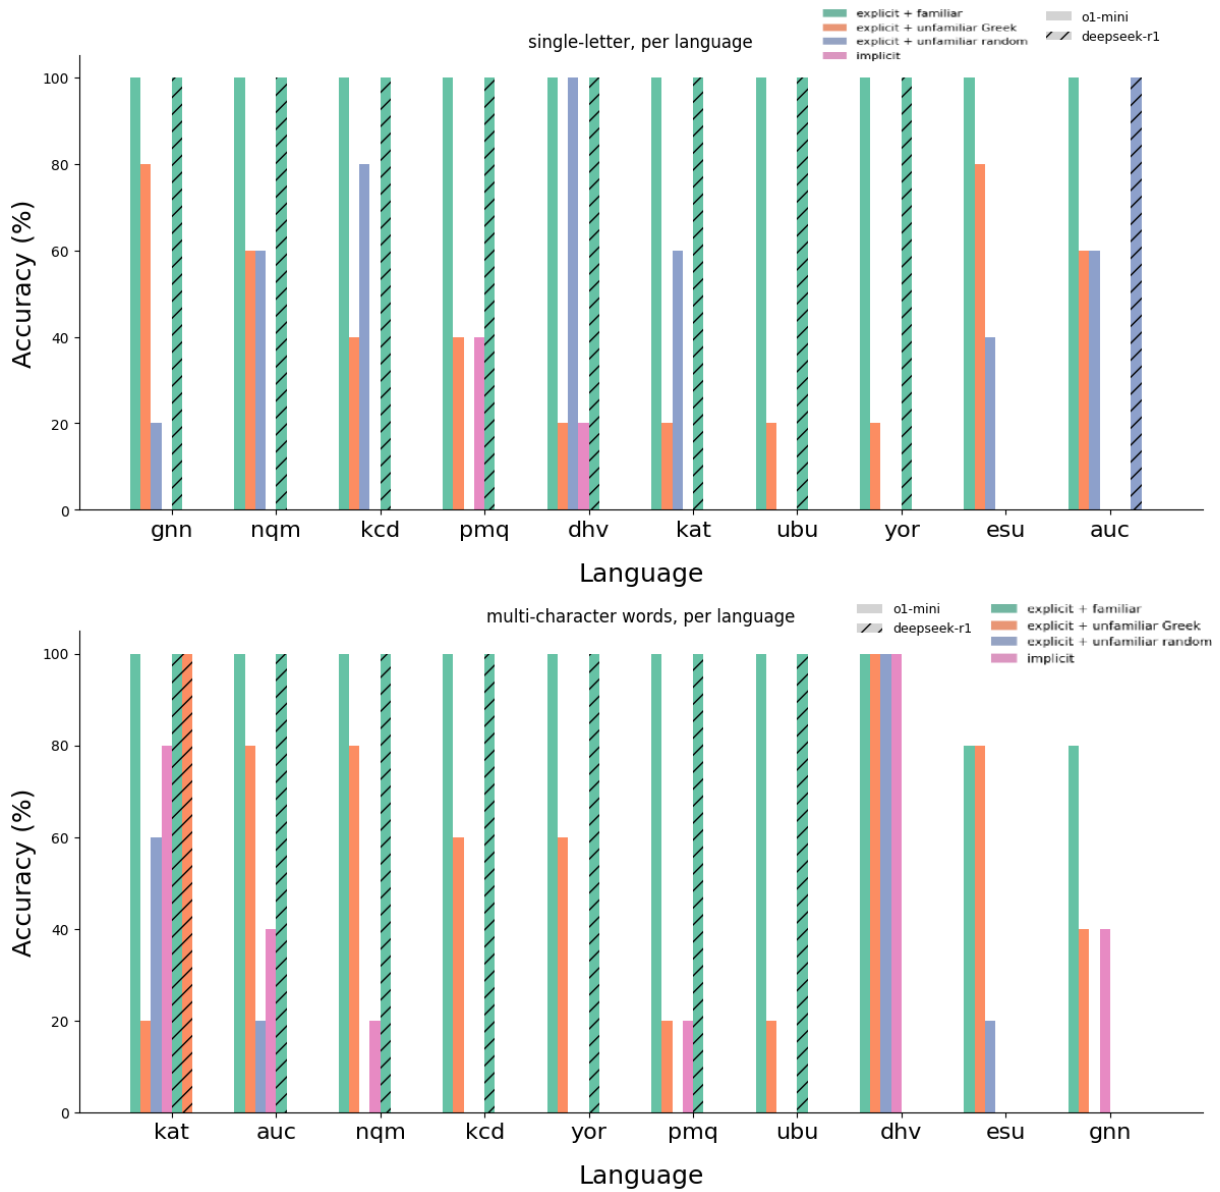 single-letter, per language
explicit + familiar
explicit + unfamiliar Greek
explicit + unfamiliar random
implicit
o1-mini
deepseek-r1
Accuracy (%)
100
80
60
40
20
0
gnn nqm kcd pmq dhv kat ubu yor esu auc
Language
multi-character words, per language
o1-mini
deepseek-r1
explicit + familiar
explicit + unfamiliar Greek
explicit + unfamiliar random
implicit
Accuracy (%)
100
80
60
40
20
0
kat auc nqm kcd yor pmq ubu dhv esu gnn
Language